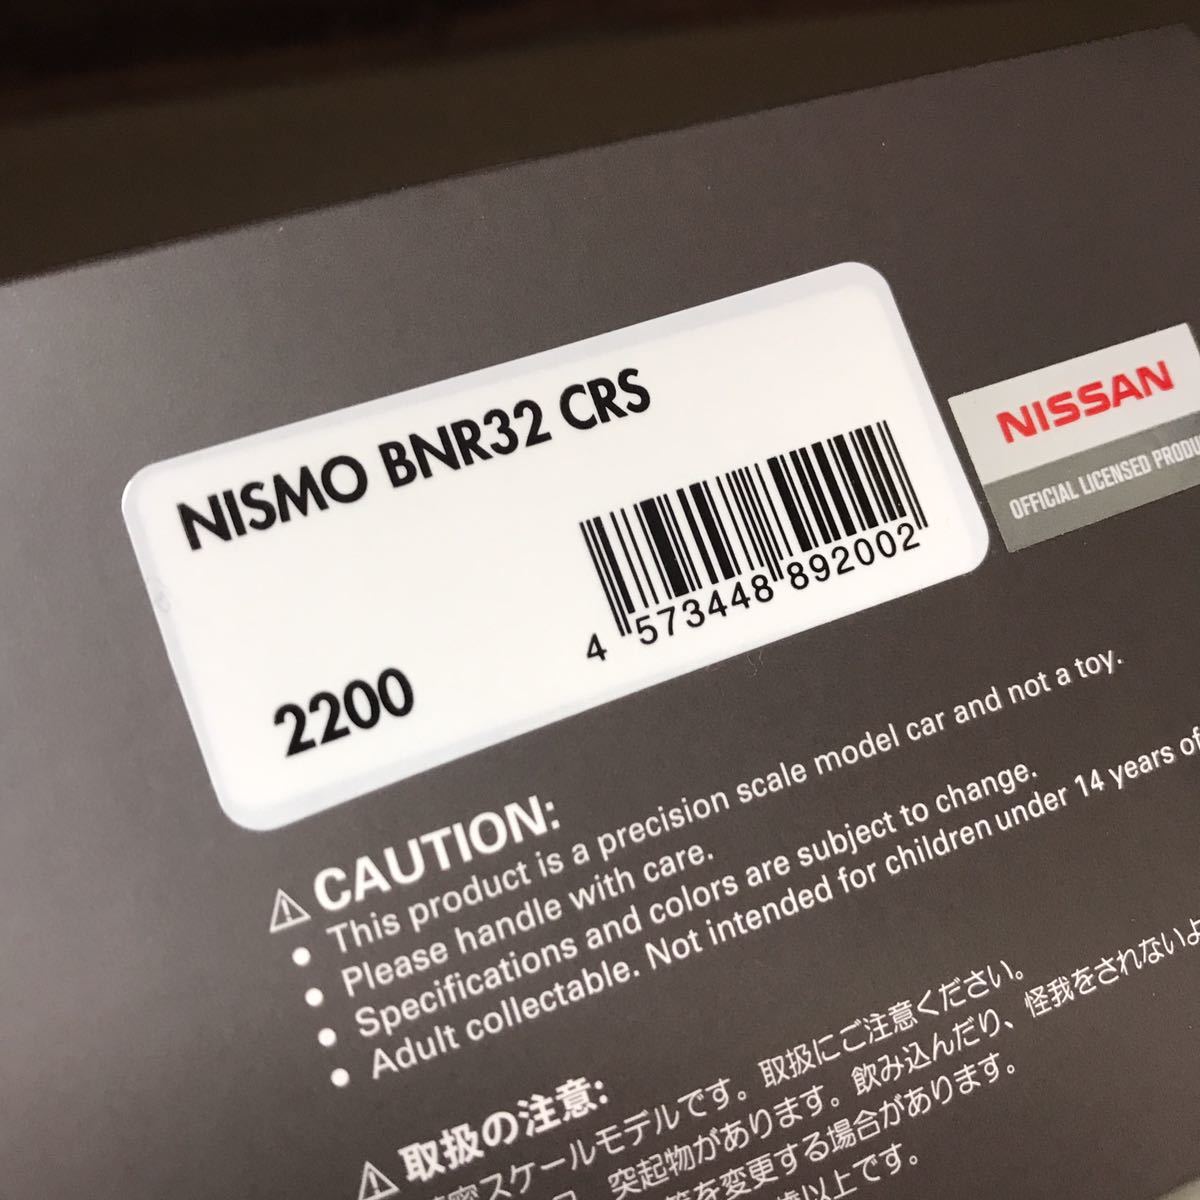 NISMO BNR32 CRS
4 573448 892002
2200
NISSAN
OFFICIAL LICENSED
⚠ CAUTION:
• This product is a precision scale model car and not a toy.
• Please handle with care.
• Specifications and colors are subject to change.
• Adult collectable. Not intended for children under 14 years of
⚠ 取扱の注意:
密スケールモデルです。取扱にご注意ください。
突起物があります。飲み込んだり、怪我をされないよ
を変更する場合があります。
以上です。